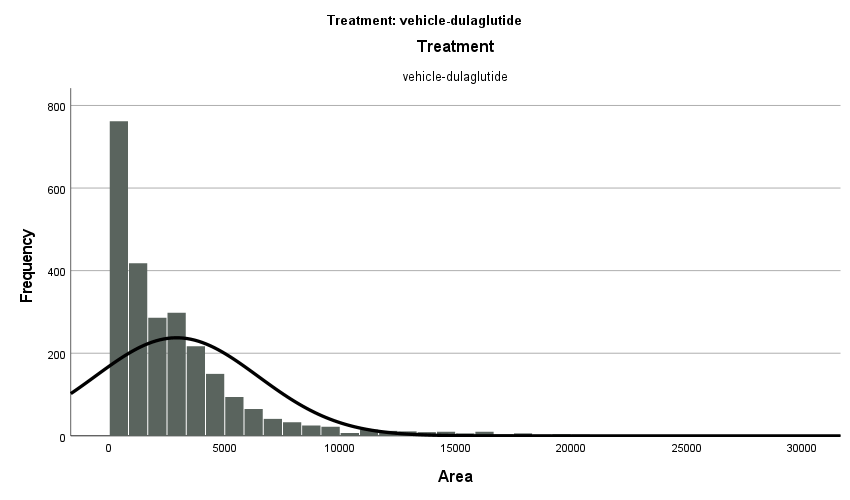 Treatment: vehicle-dulaglutide
Treatment
vehicle-dulaglutide
800
600
400
200
0
Frequency
0 5000 10000 15000 20000 25000 30000
Area